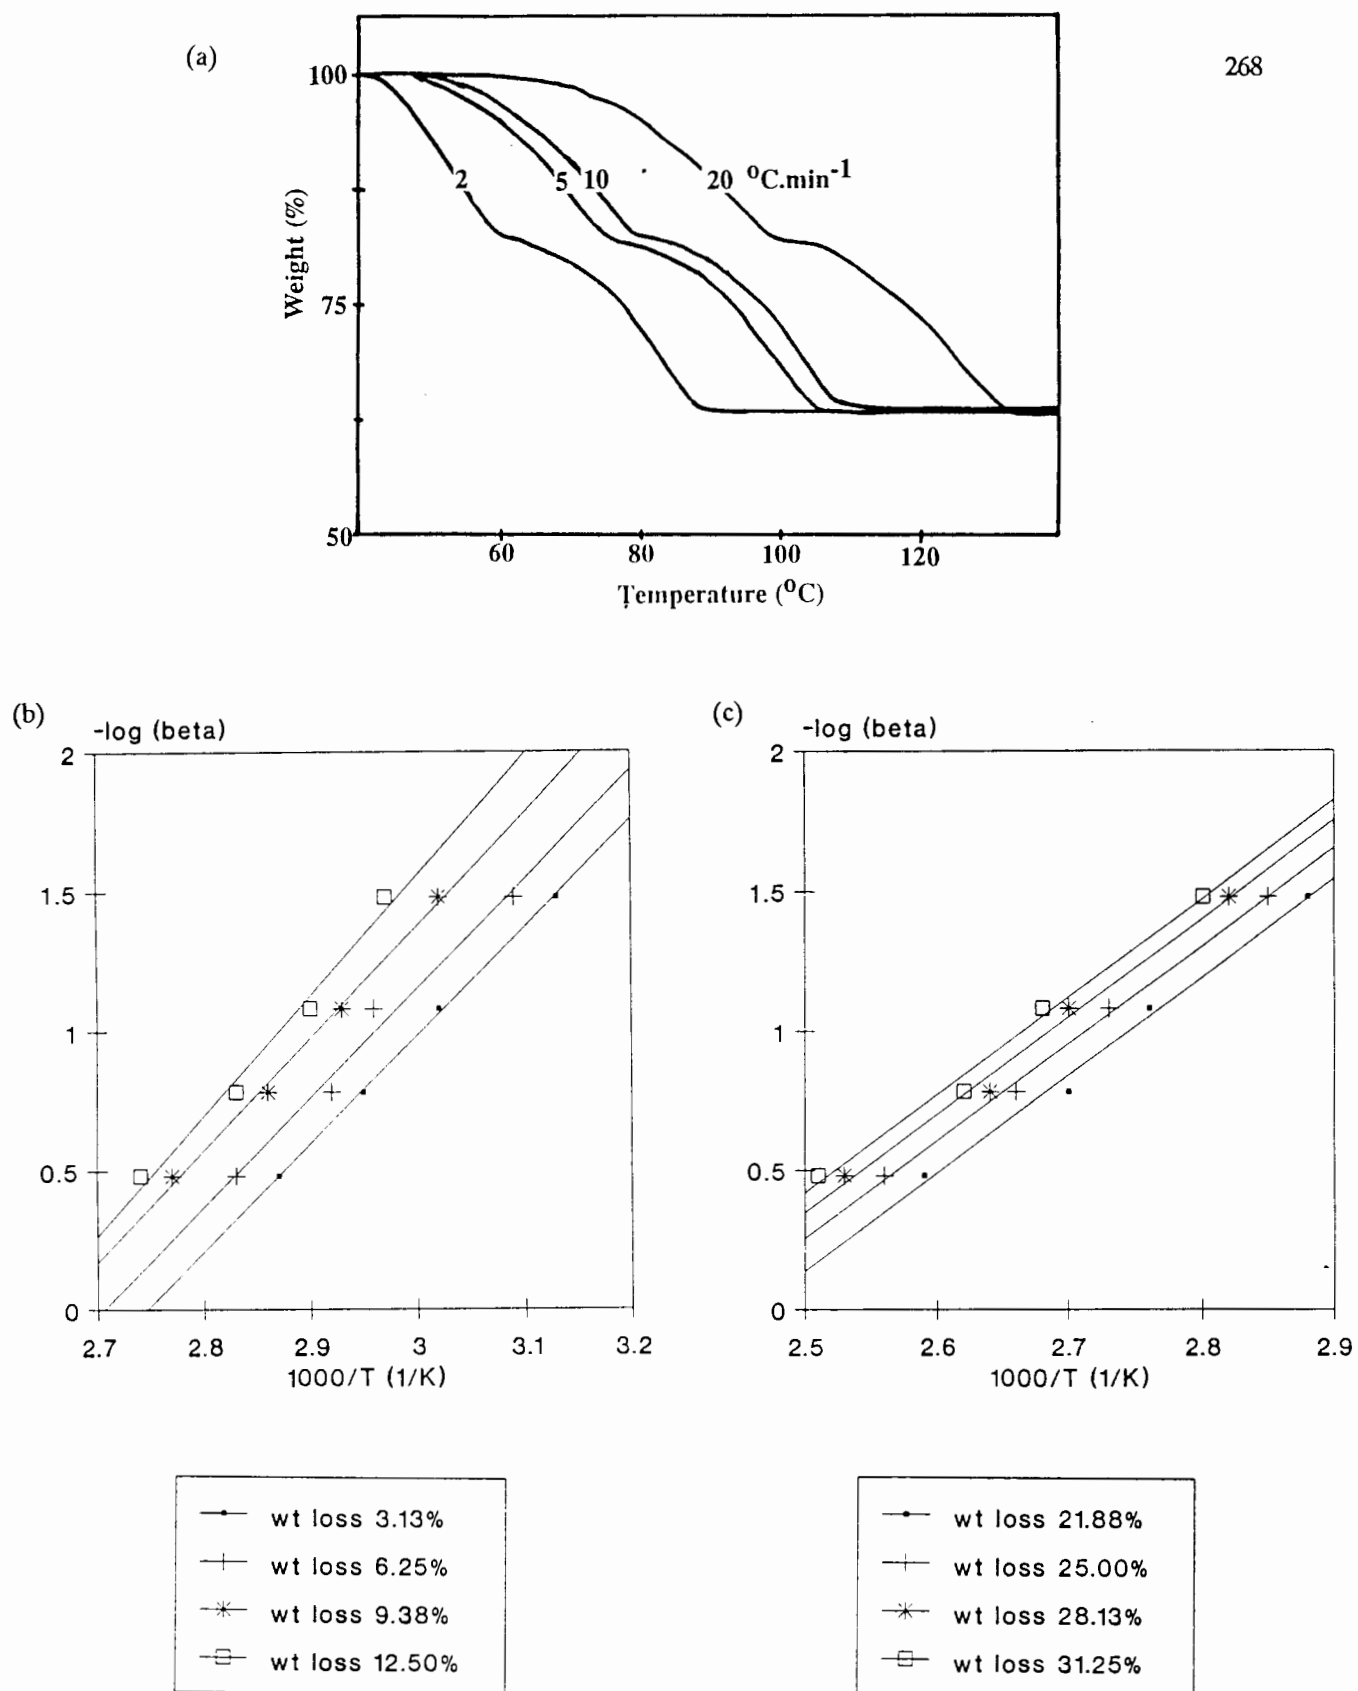 (a)
268
100
2
5
10
20 °C.min-1
Weight (%)
75
50
60
80
100
120
Temperature (°C)
(b)
-log (beta)
2
1.5
1
0.5
0
2.7
2.8
2.9
3
3.1
3.2
1000/T (1/K)
(c)
-log (beta)
2
1.5
1
0.5
0
2.5
2.6
2.7
2.8
2.9
1000/T (1/K)
wt loss 3.13%
wt loss 6.25%
wt loss 9.38%
wt loss 12.50%
wt loss 21.88%
wt loss 25.00%
wt loss 28.13%
wt loss 31.25%